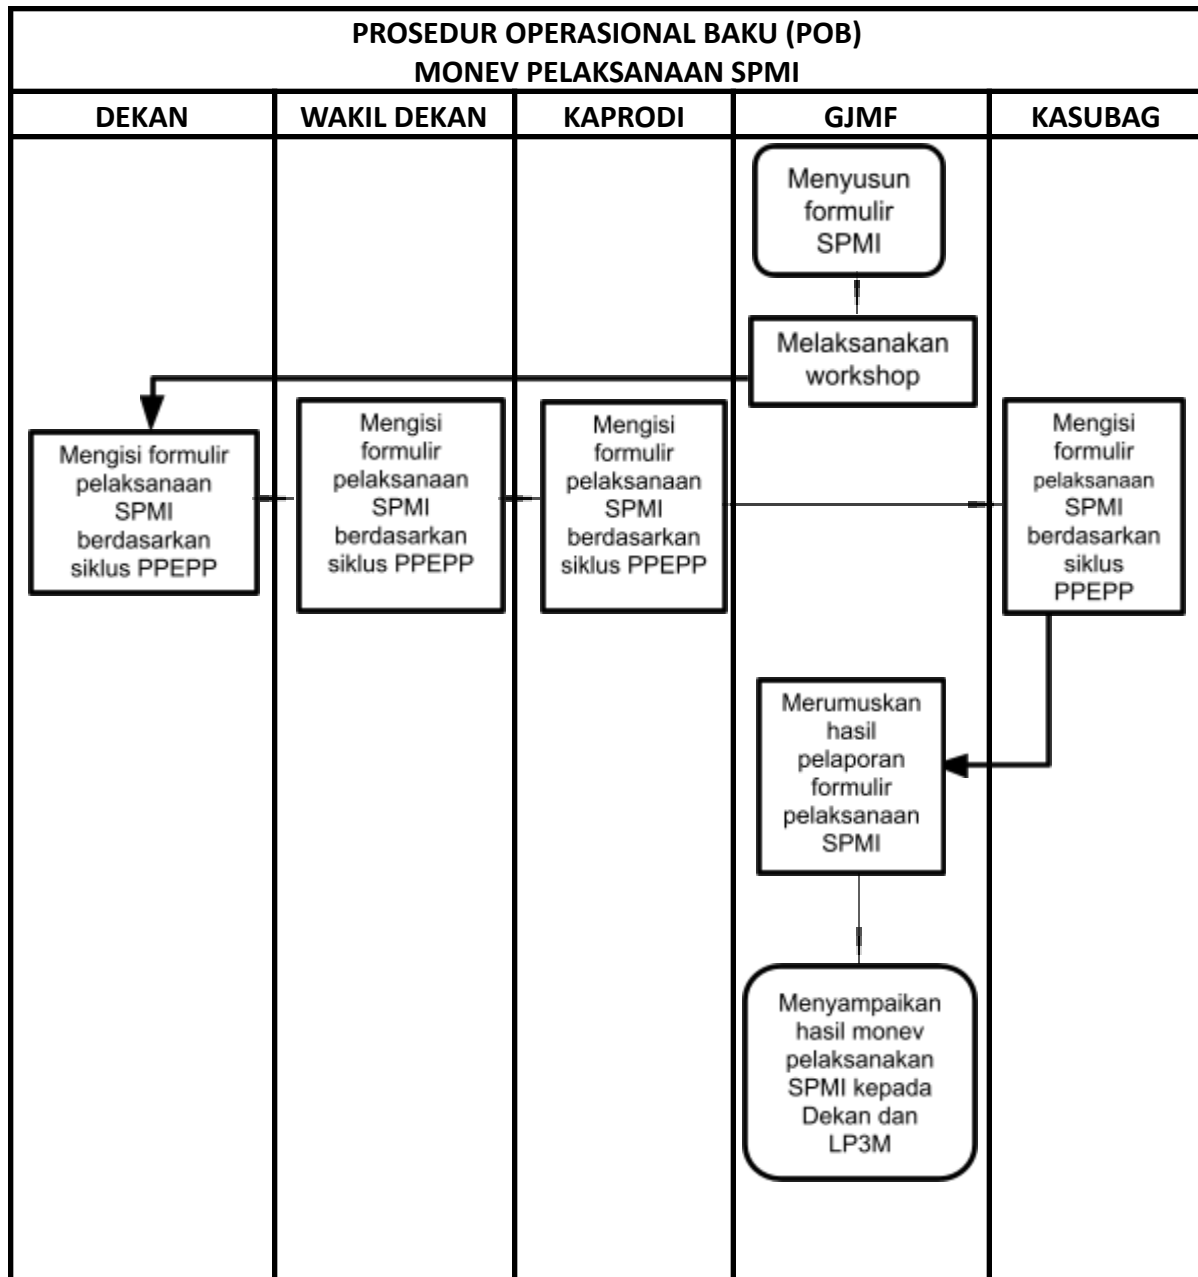 PROSEDUR OPERASIONAL BAKU (POB)
MONEV PELAKSANAAN SPMI
DEKAN
WAKIL DEKAN
KAPRODI
GJMF
KASUBAG
Menyusun
formulir
SPMI
Melaksanakan
workshop
Mengisi formulir
pelaksanaan
SPMI
berdasarkan
siklus PPEPP
Mengisi
formulir
pelaksanaan
SPMI
berdasarkan
siklus PPEPP
Mengisi
formulir
pelaksanaan
SPMI
berdasarkan
siklus PPEPP
Mengisi
formulir
pelaksanaan
SPMI
berdasarkan
siklus
PPEPP
Merumuskan
hasil
pelaporan
formulir
pelaksanaan
SPMI
Menyampaikan
hasil monev
pelaksanakan
SPMI kepada
Dekan dan
LP3M